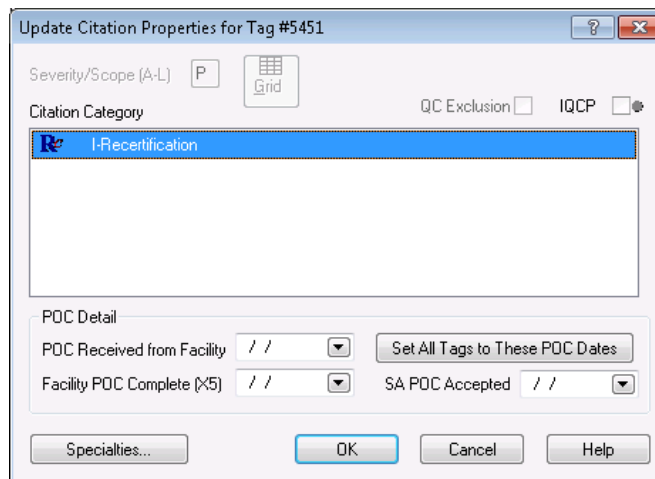 Update Citation Properties for Tag #5451
Severity/Scope (A-L) P Grid
QC Exclusion IQCP
Citation Category
Re I-Recertification
POC Detail
POC Received from Facility / / Set All Tags to These POC Dates
Facility POC Complete (X5) / / SA POC Accepted / /
Specialties... OK Cancel Help